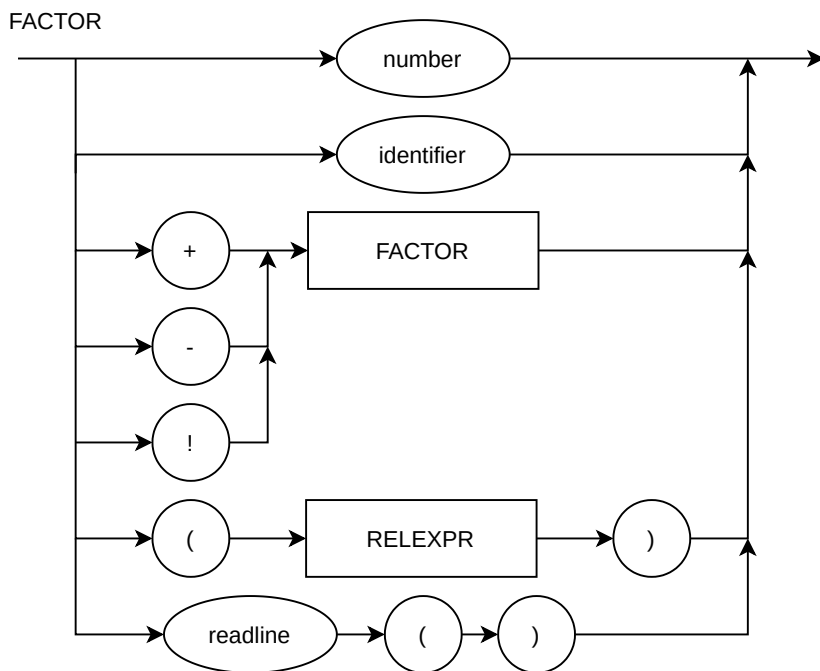 FACTOR
number
identifier
+ FACTOR
-
!
( RELEXPR )
readline ( )